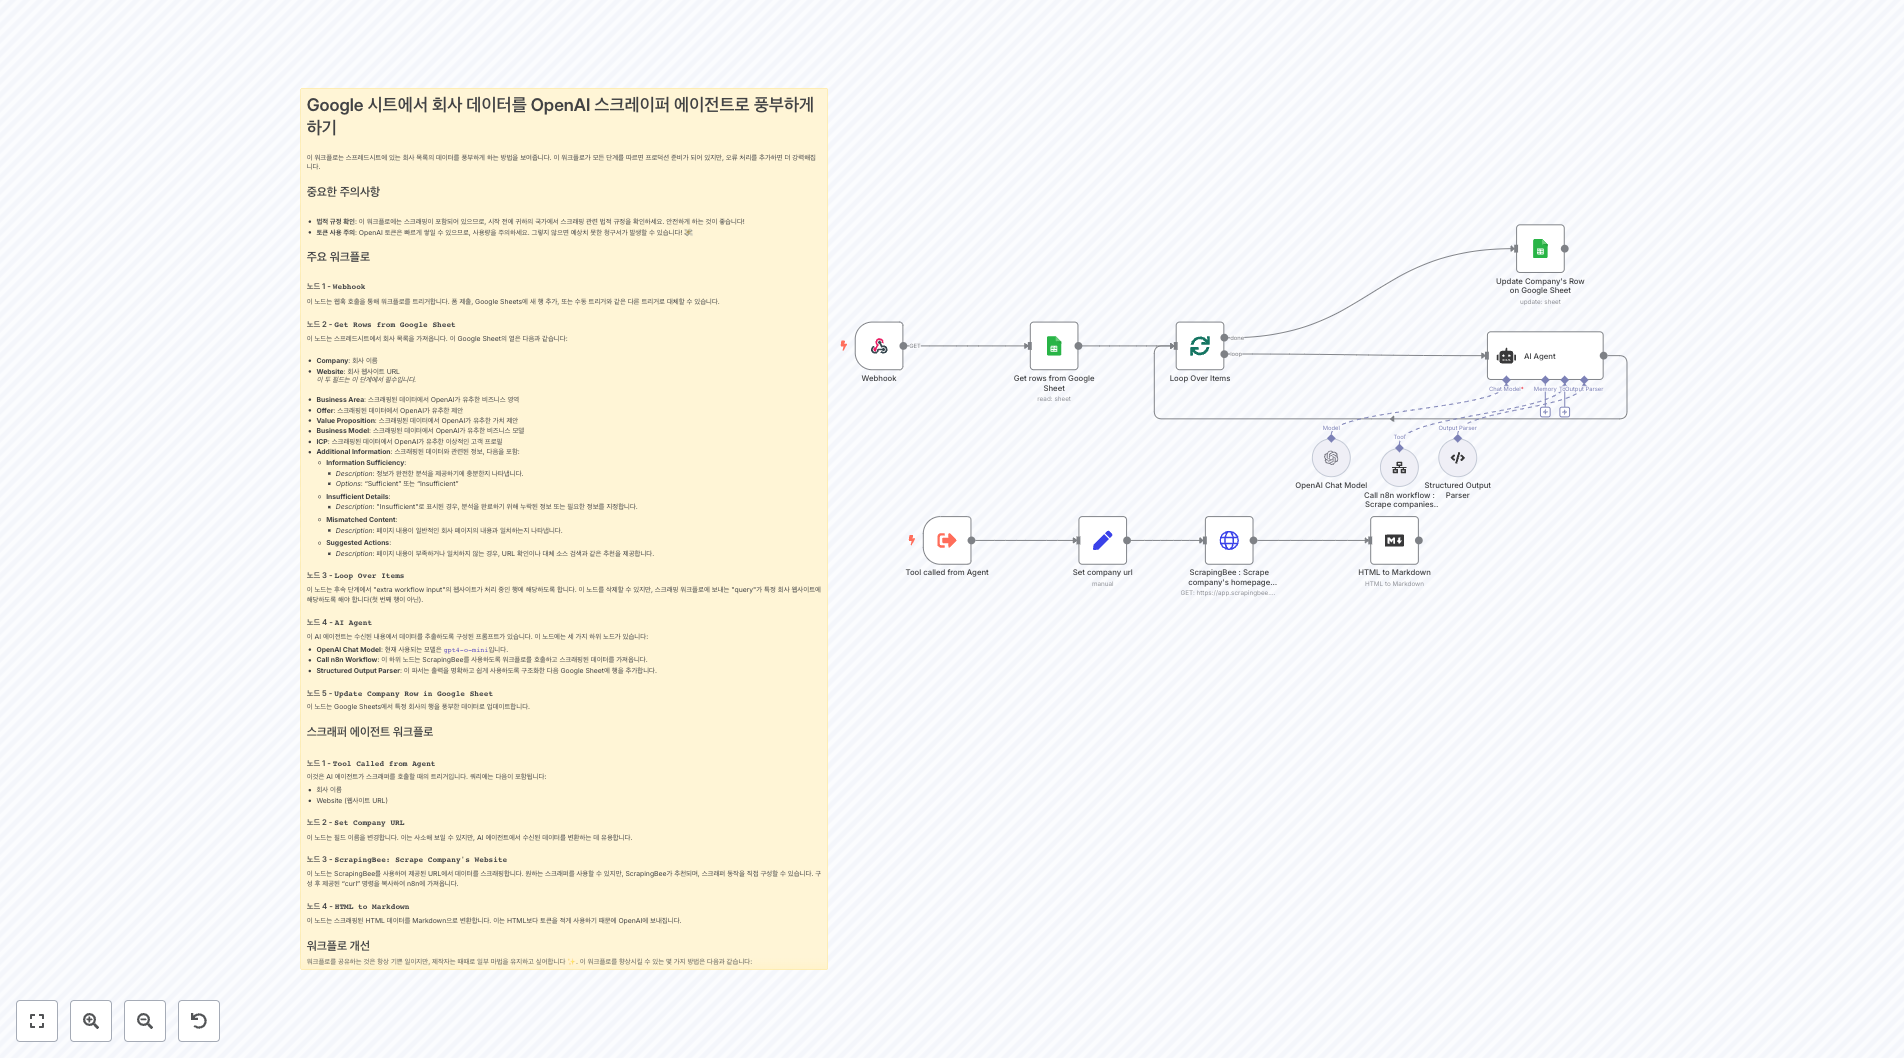 Google 시트에서 회사 데이터를 OpenAI 스크레이퍼 에이전트로 풍부하게
하기
이 워크플로는 스프레드시트에 있는 회사 목록의 데이터를 풍부하게 하는 방법을 보여줍니다. 이 워크플로가 모든 단계를 따르면 프로덕션 준비가 되어 있지만, 오류 처리를 추가하면 더 강력해집
니다.
중요한 주의사항
법적 규정 확인: 이 워크플로에는 스크래핑이 포함되어 있으므로, 시작 전에 귀하의 국가에서 스크래핑 관련 법적 규정을 확인하세요. 안전하게 하는 것이 좋습니다!
토큰 사용 주의: OpenAI 토큰은 빠르게 쌓일 수 있으므로, 사용량을 주의하세요. 그렇지 않으면 예상치 못한 청구서가 발생할 수 있습니다! 💸
주요 워크플로
노드 1 - Webhook
이 노드는 웹훅 호출을 통해 워크플로를 트리거합니다. 폼 제출, Google Sheets에 새 행 추가, 또는 수동 트리거와 같은 다른 트리거로 대체할 수 있습니다.
노드 2 - Get Rows from Google Sheet
이 노드는 스프레드시트에서 회사 목록을 가져옵니다. 이 Google Sheet의 열은 다음과 같습니다:
Company: 회사 이름
Website: 회사 웹사이트 URL
이 두 필드는 이 단계에서 필수입니다.
Business Area: 스크래핑된 데이터에서 OpenAI가 유추한 비즈니스 영역
Offer: 스크래핑된 데이터에서 OpenAI가 유추한 제안
Value Proposition: 스크래핑된 데이터에서 OpenAI가 유추한 가치 제안
Business Model: 스크래핑된 데이터에서 OpenAI가 유추한 비즈니스 모델
ICP: 스크래핑된 데이터에서 OpenAI가 유추한 이상적인 고객 프로필
Additional Information: 스크래핑된 데이터와 관련된 정보, 다음을 포함:
Information Sufficiency:
Description: 정보가 완전한 분석을 제공하기에 충분한지 나타냅니다.
Options: "Sufficient" 또는 "Insufficient"
Insufficient Details:
Description: "Insufficient"로 표시된 경우, 분석을 완료하기 위해 누락된 정보 또는 필요한 정보를 지정합니다.
Mismatched Content:
Description: 페이지 내용이 일반적인 회사 페이지의 내용과 일치하는지 나타냅니다.
Suggested Actions:
Description: 페이지 내용이 부족하거나 일치하지 않는 경우, URL 확인이나 대체 소스 검색과 같은 추천을 제공합니다.
노드 3 - Loop Over Items
이 노드는 후속 단계에서 "extra workflow input"의 웹사이트가 처리 중인 행에 해당하도록 합니다. 이 노드를 삭제할 수 있지만, 스크래핑 워크플로에 보내는 "query"가 특정 회사 웹사이트에
해당하도록 해야 합니다(첫 번째 행이 아닌).
노드 4 - AI Agent
이 AI 에이전트는 수신된 내용에서 데이터를 추출하도록 구성된 프롬프트가 있습니다. 이 노드에는 세 가지 하위 노드가 있습니다:
OpenAI Chat Model: 현재 사용되는 모델은 gpt4-o-mini입니다.
Call n8n Workflow: 이 하위 노드는 ScrapingBee를 사용하도록 워크플로를 호출하고 스크래핑된 데이터를 가져옵니다.
Structured Output Parser: 이 파서는 출력을 명확하고 쉽게 사용하도록 구조화한 다음 Google Sheet에 행을 추가합니다.
노드 5 - Update Company Row in Google Sheet
이 노드는 Google Sheets에서 특정 회사의 행을 풍부한 데이터로 업데이트합니다.
스크래퍼 에이전트 워크플로
노드 1 - Tool Called from Agent
이것은 AI 에이전트가 스크래퍼를 호출할 때의 트리거입니다. 쿼리에는 다음이 포함됩니다:
회사 이름
Website (웹사이트 URL)
노드 2 - Set Company URL
이 노드는 필드 이름을 변경합니다. 이는 사소해 보일 수 있지만, AI 에이전트에서 수신된 데이터를 변환하는 데 유용합니다.
노드 3 - ScrapingBee: Scrape Company's Website
이 노드는 ScrapingBee를 사용하여 제공된 URL에서 데이터를 스크래핑합니다. 원하는 스크래퍼를 사용할 수 있지만, ScrapingBee가 추천되며, 스크래퍼 동작을 직접 구성할 수 있습니다. 구
성 후 제공된 "curl" 명령을 복사하여 n8n에 가져옵니다.
노드 4 - HTML to Markdown
이 노드는 스크래핑된 HTML 데이터를 Markdown으로 변환합니다. 이는 HTML보다 토큰을 적게 사용하기 때문에 OpenAI에 보내집니다.
워크플로 개선
워크플로를 공유하는 것은 항상 기쁜 일이지만, 제작자는 때때로 일부 마법을 유지하고 싶어합니다 ✨. 이 워크플로를 향상시킬 수 있는 몇 가지 방법은 다음과 같습니다:
Update Company's Row
on Google Sheet
update: sheet
Webhook
GET
Get rows from Google
Sheet
read: sheet
Loop Over Items
done
loop
AI Agent
Chat Model*
Memory
Output Parser
Model
Tool
Output Parser
OpenAI Chat Model
Call n8n workflow :
Scrape companies..
Structured Output
Parser
Tool called from Agent
Set company url
manual
ScrapingBee : Scrape
company's homepage...
GET: https://app.scrapingbee....
HTML to Markdown
HTML to Markdown
M